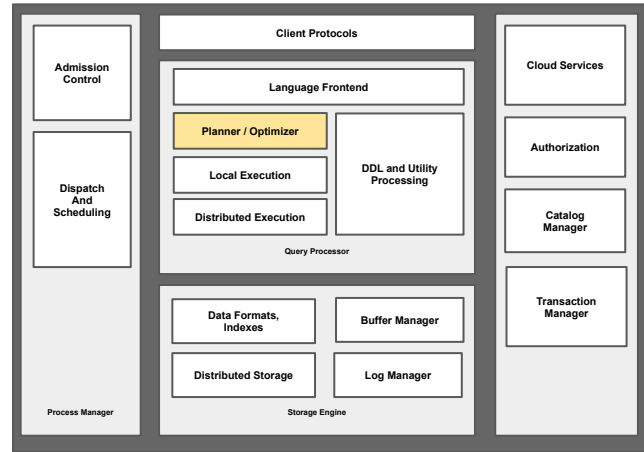 Admission
Control
Dispatch
And
Scheduling
Process Manager
Client Protocols
Language Frontend
Planner / Optimizer
Local Execution
Distributed Execution
DDL and Utility
Processing
Query Processor
Data Formats,
Indexes
Buffer Manager
Distributed Storage
Log Manager
Storage Engine
Cloud Services
Authorization
Catalog
Manager
Transaction
Manager